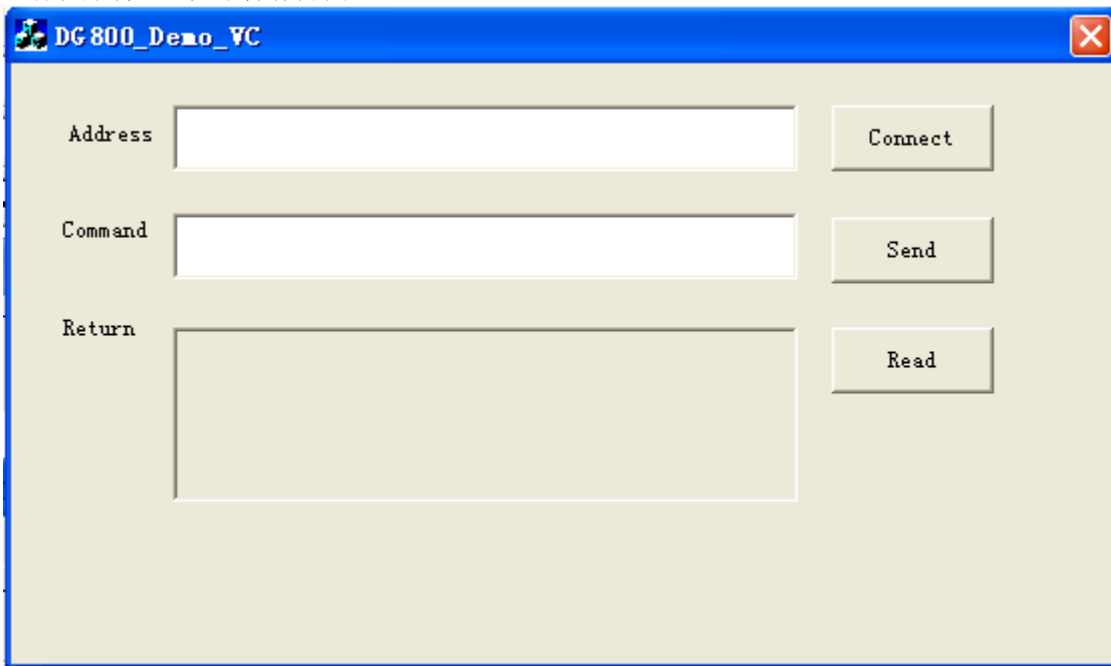 DG800_Demo_VC
Address
Connect
Command
Send
Return
Read